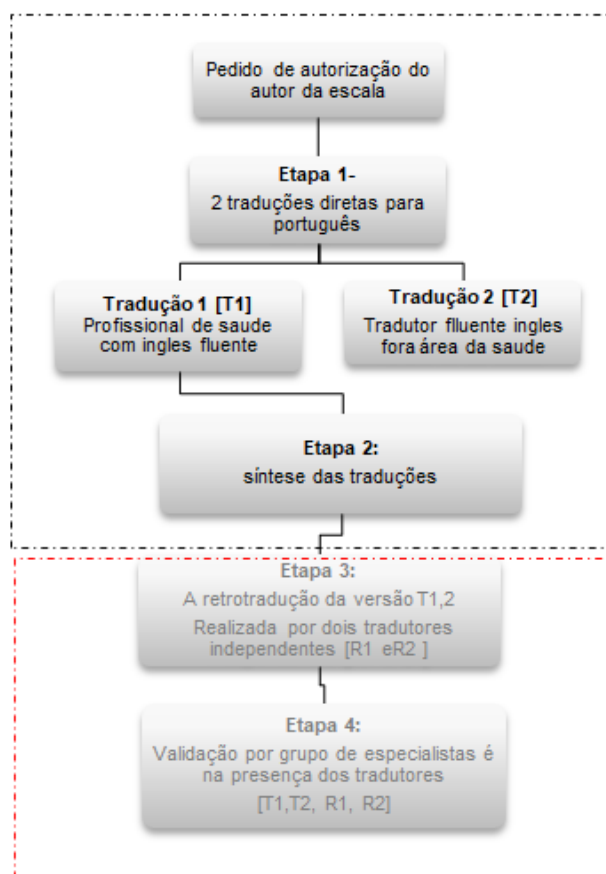 Pedido de autorização do
autor da escala
Etapa 1-
2 traduções diretas para
português
Tradução 1 [T1]
Profissional de saude
com ingles fluente
Tradução 2 [T2]
Tradutor flluente ingles
fora área da saude
Etapa 2:
síntese das traduções
Etapa 3:
A retrotradução da versão T1,2
Realizada por dois tradutores
independentes [R1 eR2 ]
Etapa 4:
Validação por grupo de especialistas é
na presença dos tradutores
[T1,T2, R1, R2]